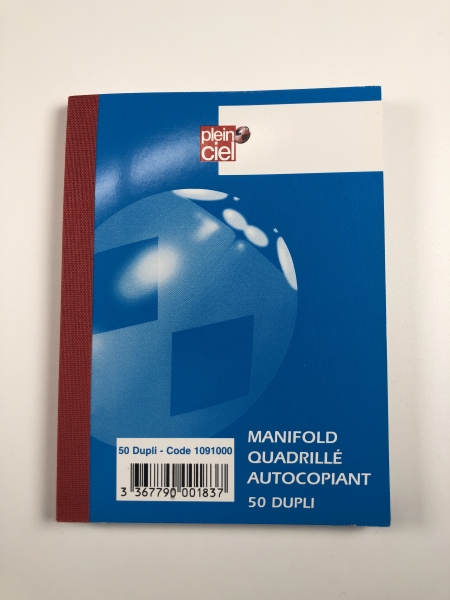 plein
ciel
50 Dupli - Code 1091000
3 367790 001837
MANIFOLD
QUADRILLÉ
AUTOCOPIANT
50 DUPLI